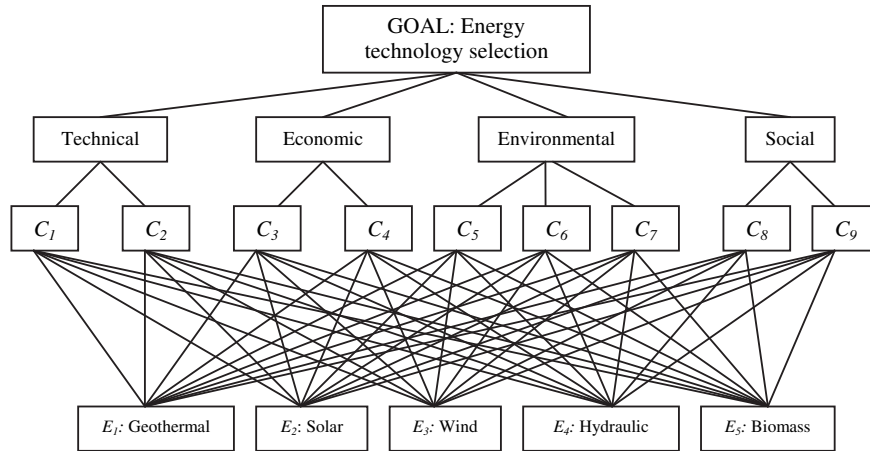 GOAL: Energy
technology selection
Technical Economic Environmental Social
C1 C2 C3 C4 C5 C6 C7 C8 C9
E1: Geothermal E2: Solar E3: Wind E4: Hydraulic E5: Biomass